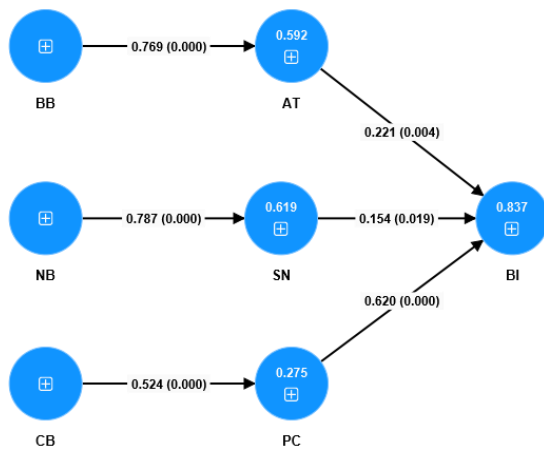 0.769 (0.000)
0.592
BB
AT
0.221 (0.004)
0.787 (0.000)
0.619
0.154 (0.019)
0.837
NB
SN
BI
0.620 (0.000)
0.524 (0.000)
0.275
CB
PC